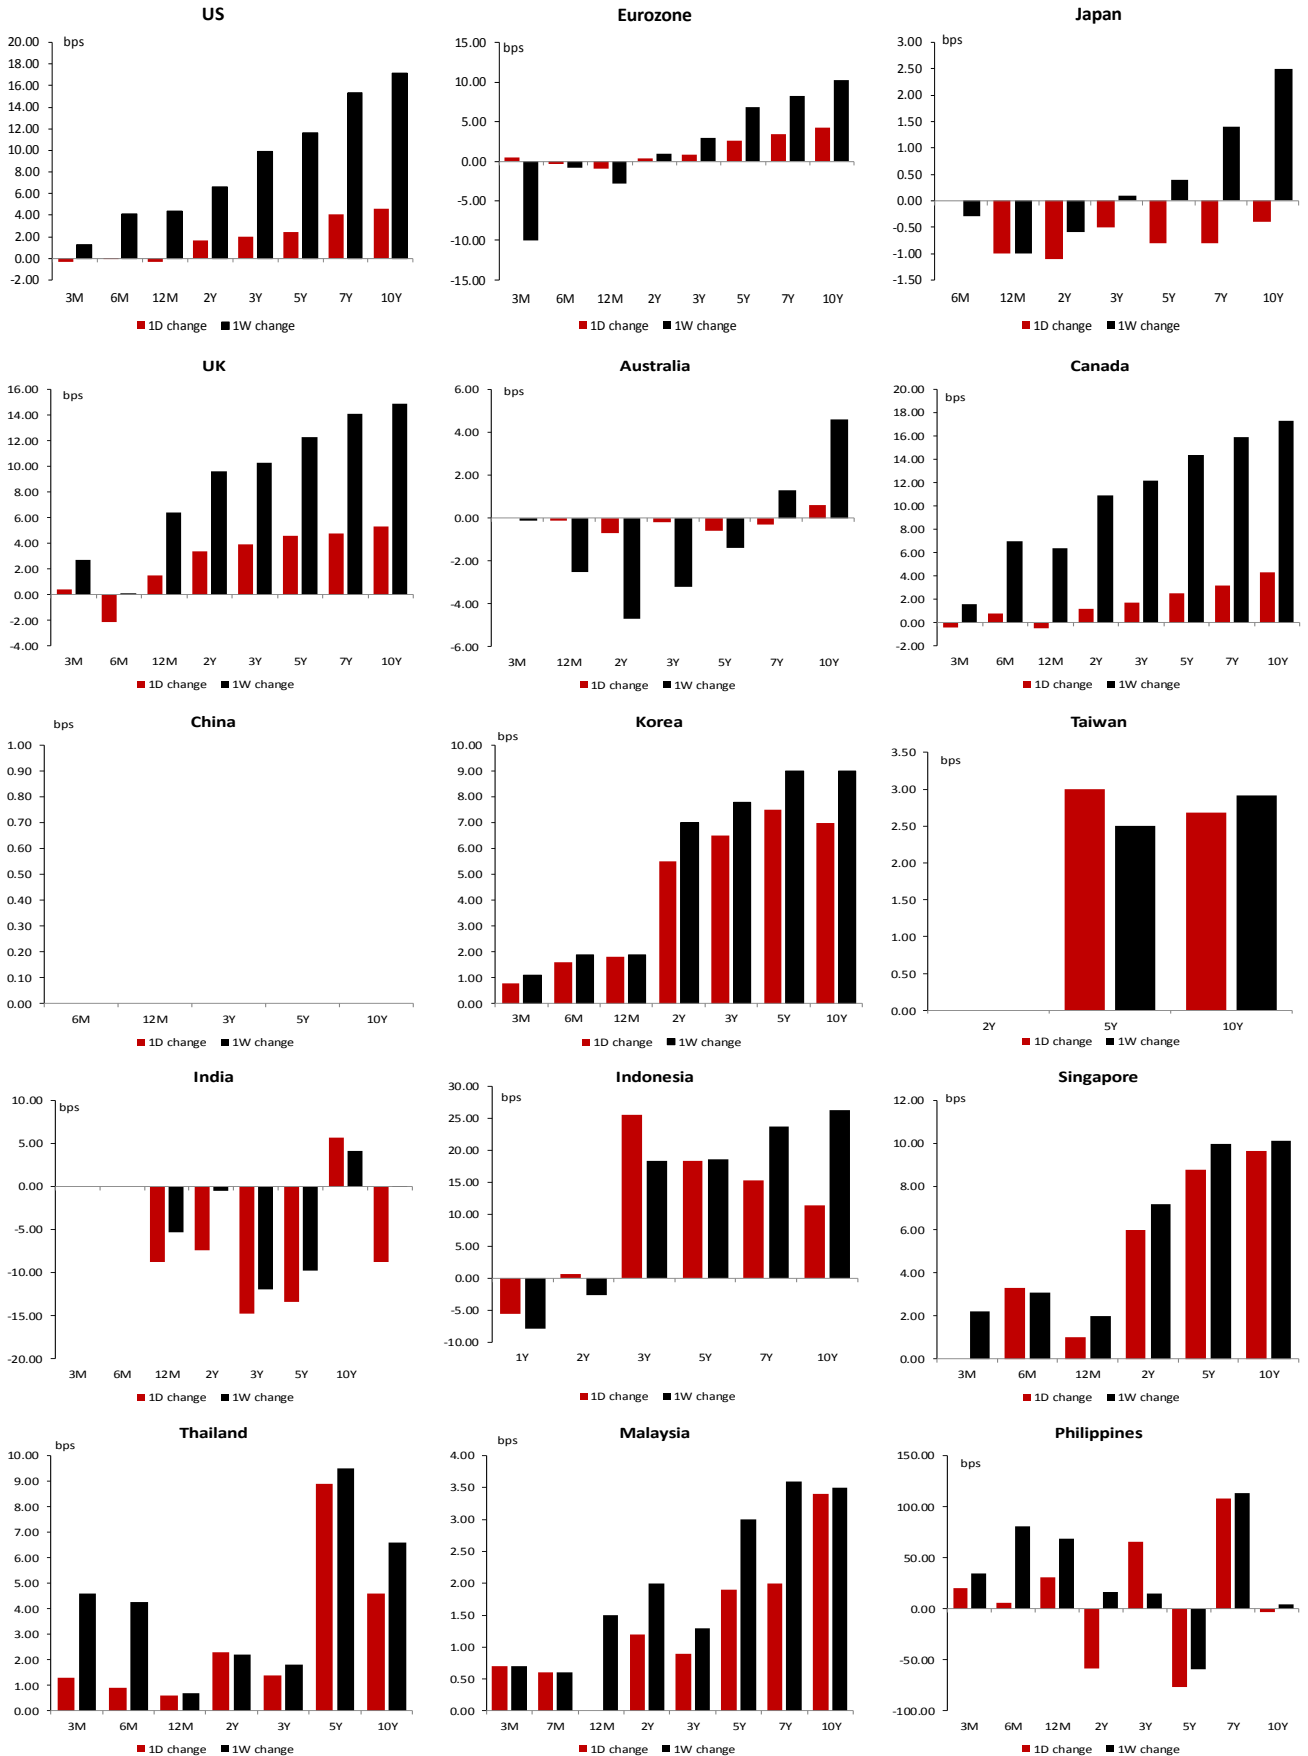 US
bps
20.00
18.00
16.00
14.00
12.00
10.00
8.00
6.00
4.00
2.00
0.00
-2.00
3M 6M 12M 2Y 3Y 5Y 7Y 10Y
1D change 1W change
Eurozone
bps
15.00
10.00
5.00
0.00
-5.00
-10.00
-15.00
3M 6M 12M 2Y 3Y 5Y 7Y 10Y
1D change 1W change
Japan
bps
3.00
2.50
2.00
1.50
1.00
0.50
0.00
-0.50
-1.00
-1.50
6M 12M 2Y 3Y 5Y 7Y 10Y
1D change 1W change
UK
bps
16.00
14.00
12.00
10.00
8.00
6.00
4.00
2.00
0.00
-2.00
-4.00
3M 6M 12M 2Y 3Y 5Y 7Y 10Y
1D change 1W change
Australia
bps
6.00
4.00
2.00
0.00
-2.00
-4.00
-6.00
3M 12M 2Y 3Y 5Y 7Y 10Y
1D change 1W change
Canada
bps
20.00
18.00
16.00
14.00
12.00
10.00
8.00
6.00
4.00
2.00
0.00
-2.00
3M 6M 12M 2Y 3Y 5Y 7Y 10Y
1D change 1W change
China
bps
1.00
0.90
0.80
0.70
0.60
0.50
0.40
0.30
0.20
0.10
0.00
6M 12M 3Y 5Y 10Y
1D change 1W change
Korea
bps
10.00
9.00
8.00
7.00
6.00
5.00
4.00
3.00
2.00
1.00
0.00
3M 6M 12M 2Y 3Y 5Y 10Y
1D change 1W change
Taiwan
bps
3.50
3.00
2.50
2.00
1.50
1.00
0.50
0.00
2Y 5Y 10Y
1D change 1W change
India
bps
10.00
5.00
0.00
-5.00
-10.00
-15.00
-20.00
3M 6M 12M 2Y 3Y 5Y 10Y
1D change 1W change
Indonesia
bps
30.00
25.00
20.00
15.00
10.00
5.00
0.00
-5.00
-10.00
1Y 2Y 3Y 5Y 7Y 10Y
1D change 1W change
Singapore
bps
12.00
10.00
8.00
6.00
4.00
2.00
0.00
3M 6M 12M 2Y 5Y 10Y
1D change 1W change
Thailand
bps
10.00
9.00
8.00
7.00
6.00
5.00
4.00
3.00
2.00
1.00
0.00
3M 6M 12M 2Y 3Y 5Y 10Y
1D change 1W change
Malaysia
bps
4.00
3.50
3.00
2.50
2.00
1.50
1.00
0.50
0.00
3M 7M 12M 2Y 3Y 5Y 7Y 10Y
1D change 1W change
Philippines
bps
150.00
100.00
50.00
0.00
-50.00
-100.00
3M 6M 12M 2Y 3Y 5Y 7Y 10Y
1D change 1W change